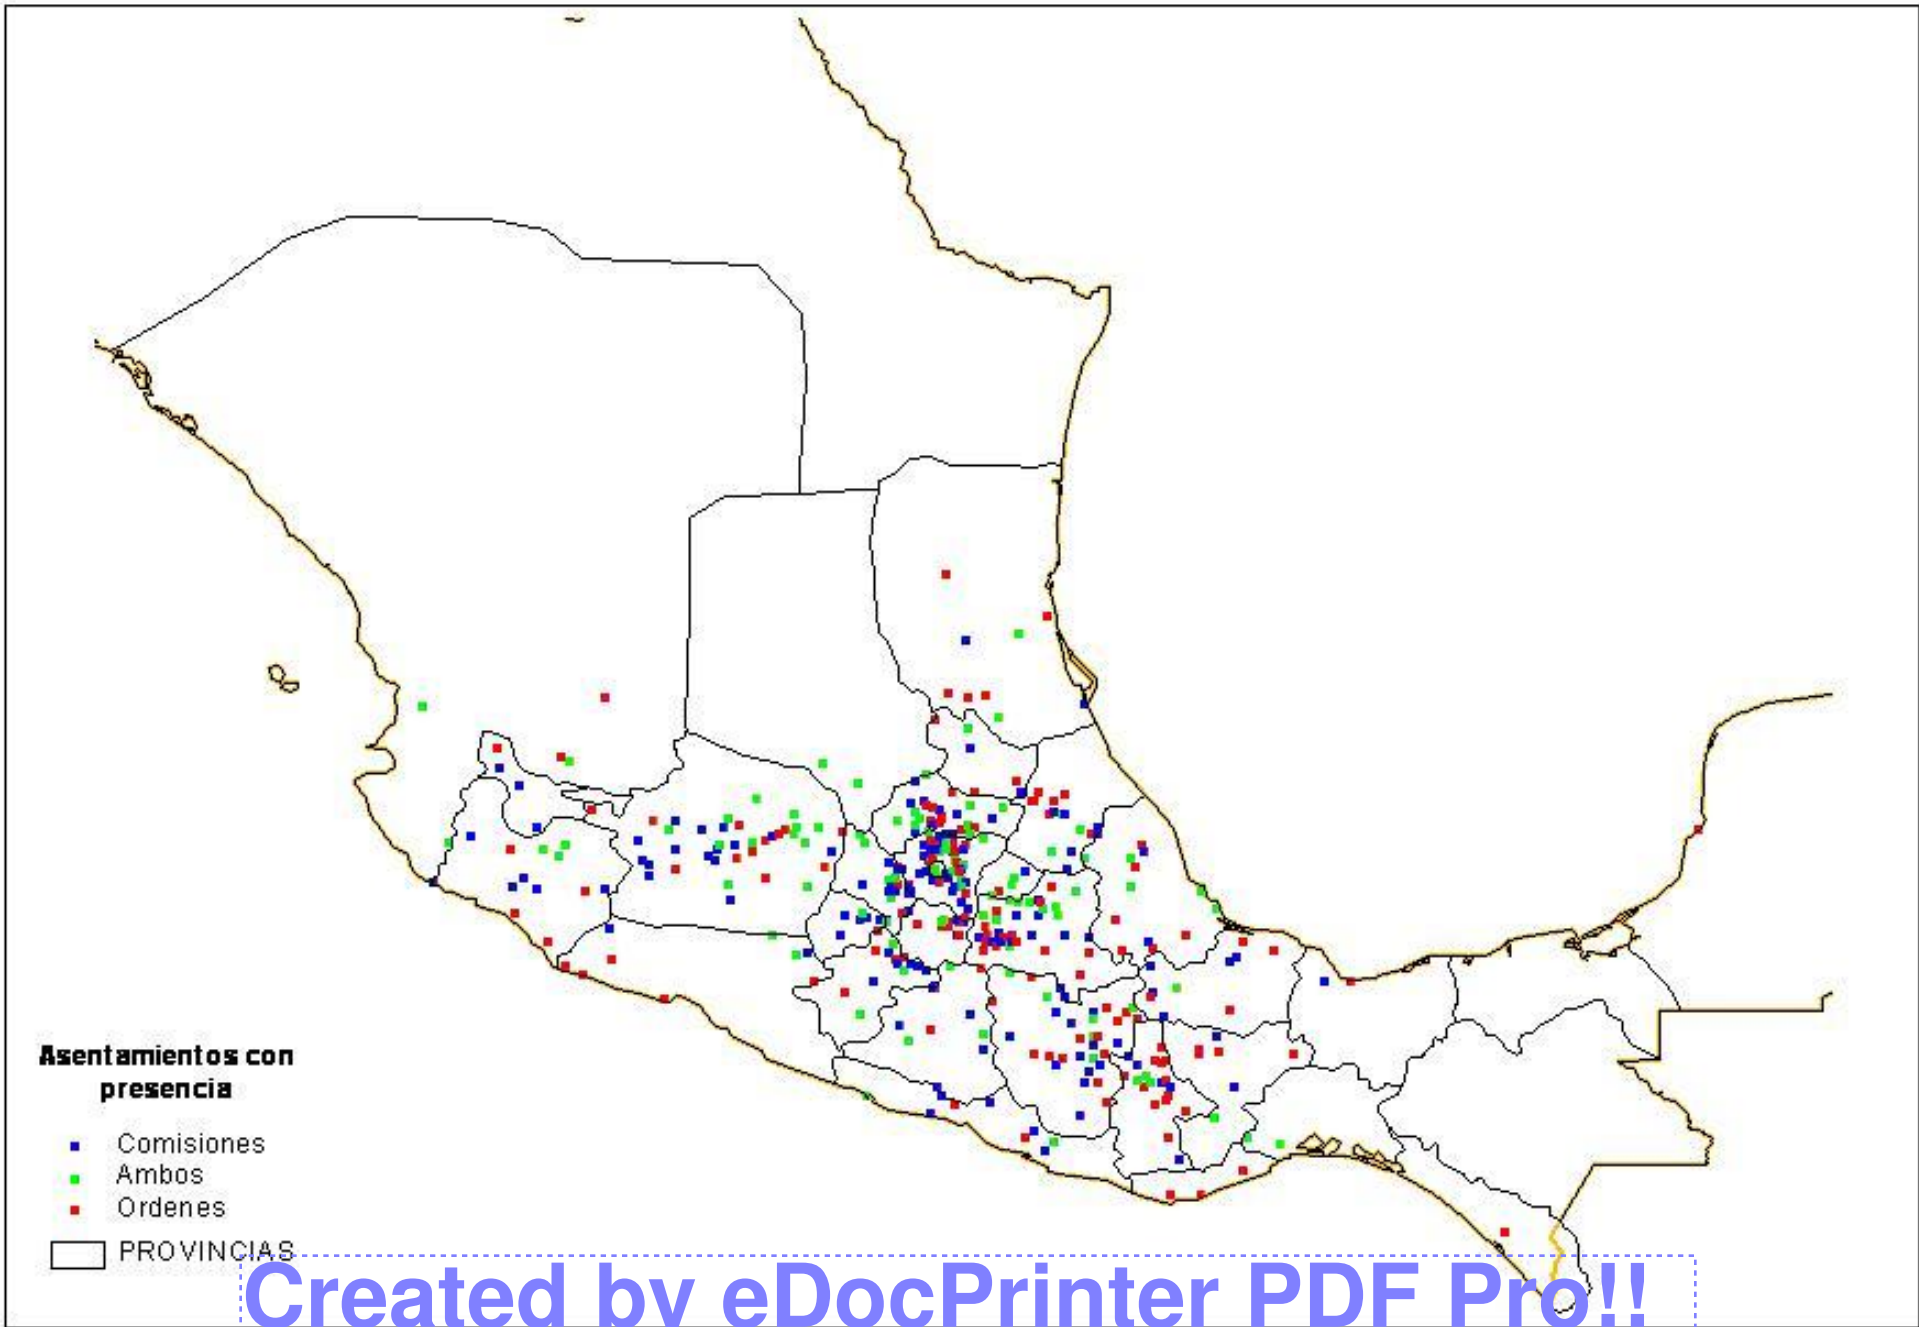 Asentamientos con
presencia
Comisiones
Ambos
Ordenes
PROVINCIAS
Created by eDocPrinter PDF Pro!!